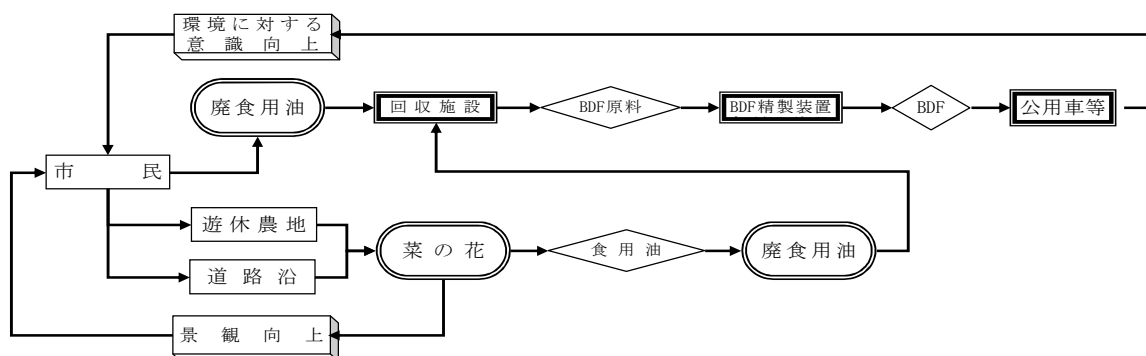 環境に対する
意識向上
廃食用油
回収施設
BDF原料
BDF精製装置
BDF
公用車等
市民
遊休農地
道路沿
菜の花
食用油
廃食用油
景観向上